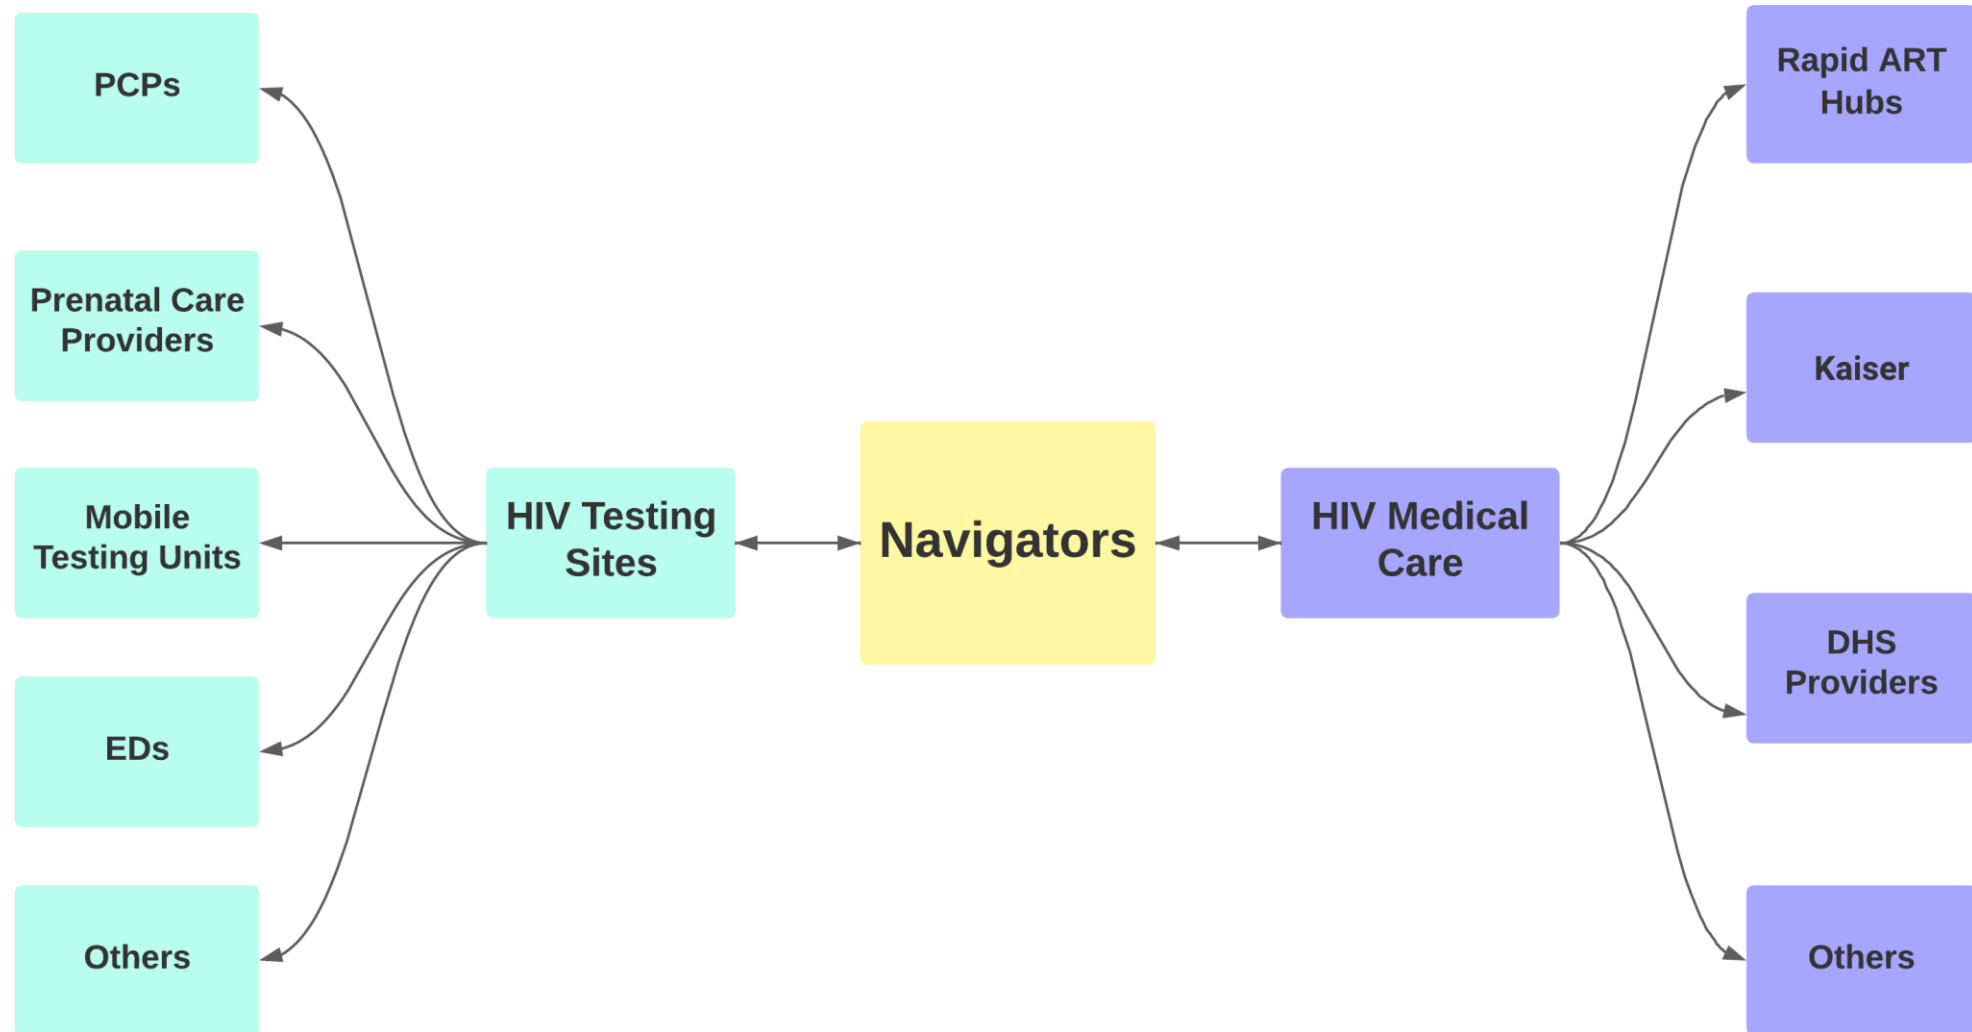 PCPs
Prenatal Care
Providers
Mobile
Testing Units
EDs
Others
HIV Testing
Sites
Navigators
HIV Medical
Care
Rapid ART
Hubs
Kaiser
DHS
Providers
Others